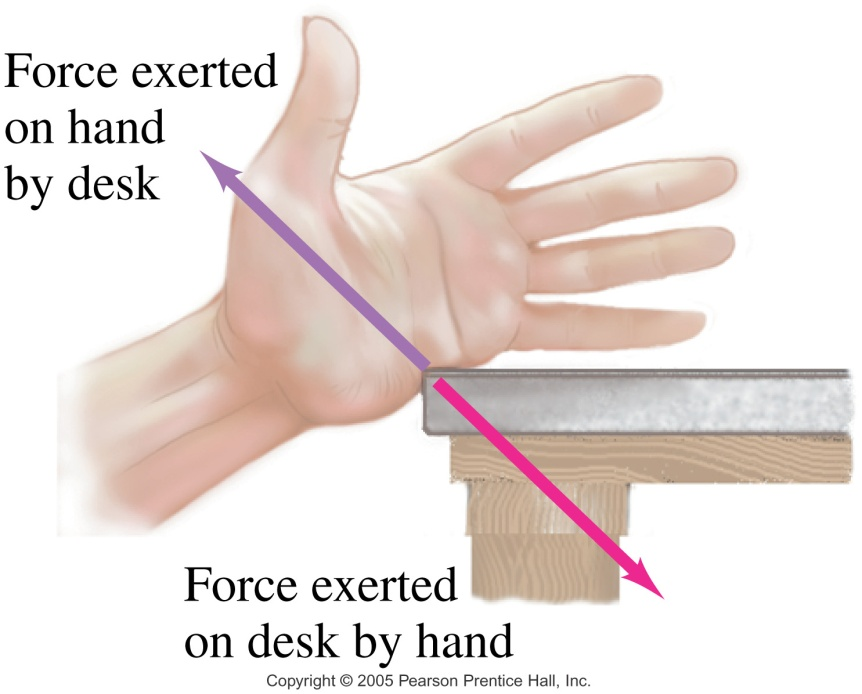 Force exerted
on hand
by desk
Force exerted
on desk by hand
Copyright © 2005 Pearson Prentice Hall, Inc.